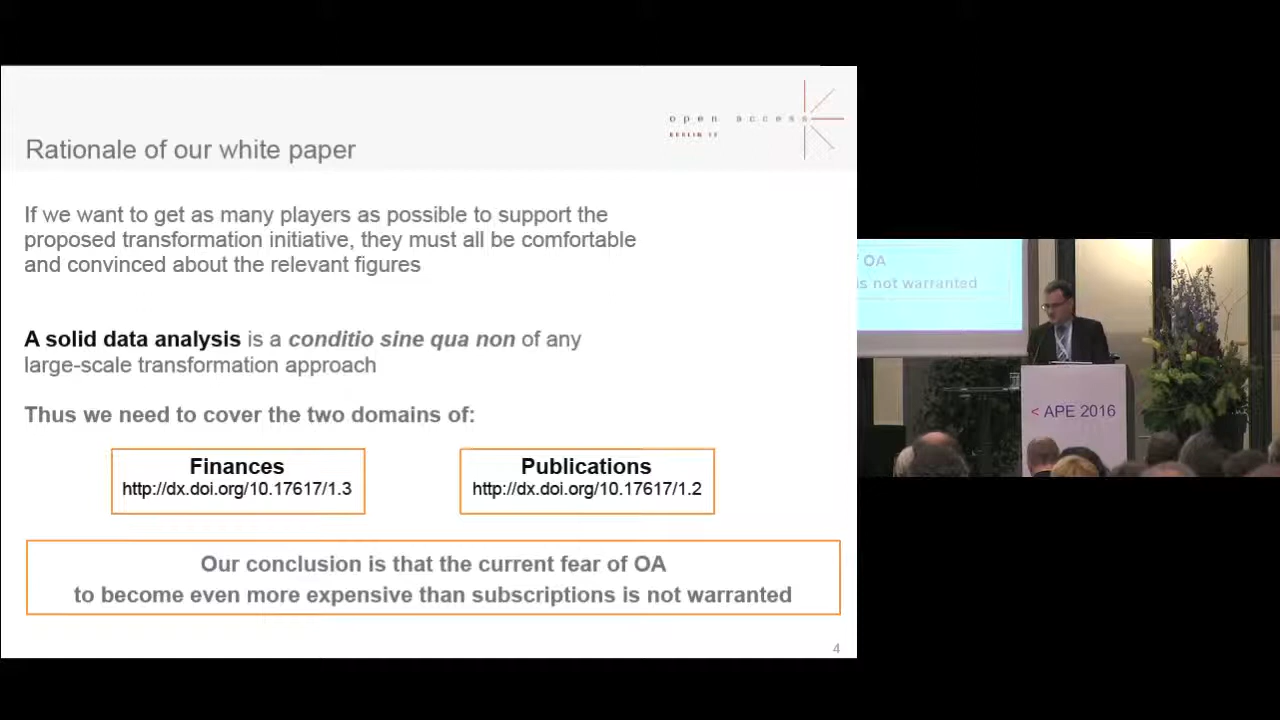 open access
BERLIN 12
Rationale of our white paper
If we want to get as many players as possible to support the
proposed transformation initiative, they must all be comfortable
and convinced about the relevant figures
A solid data analysis is a conditio sine qua non of any
large-scale transformation approach
Thus we need to cover the two domains of:
Finances
http://dx.doi.org/10.17617/1.3
Publications
http://dx.doi.org/10.17617/1.2
Our conclusion is that the current fear of OA
to become even more expensive than subscriptions is not warranted
4
OA
is not warranted
< APE 2016